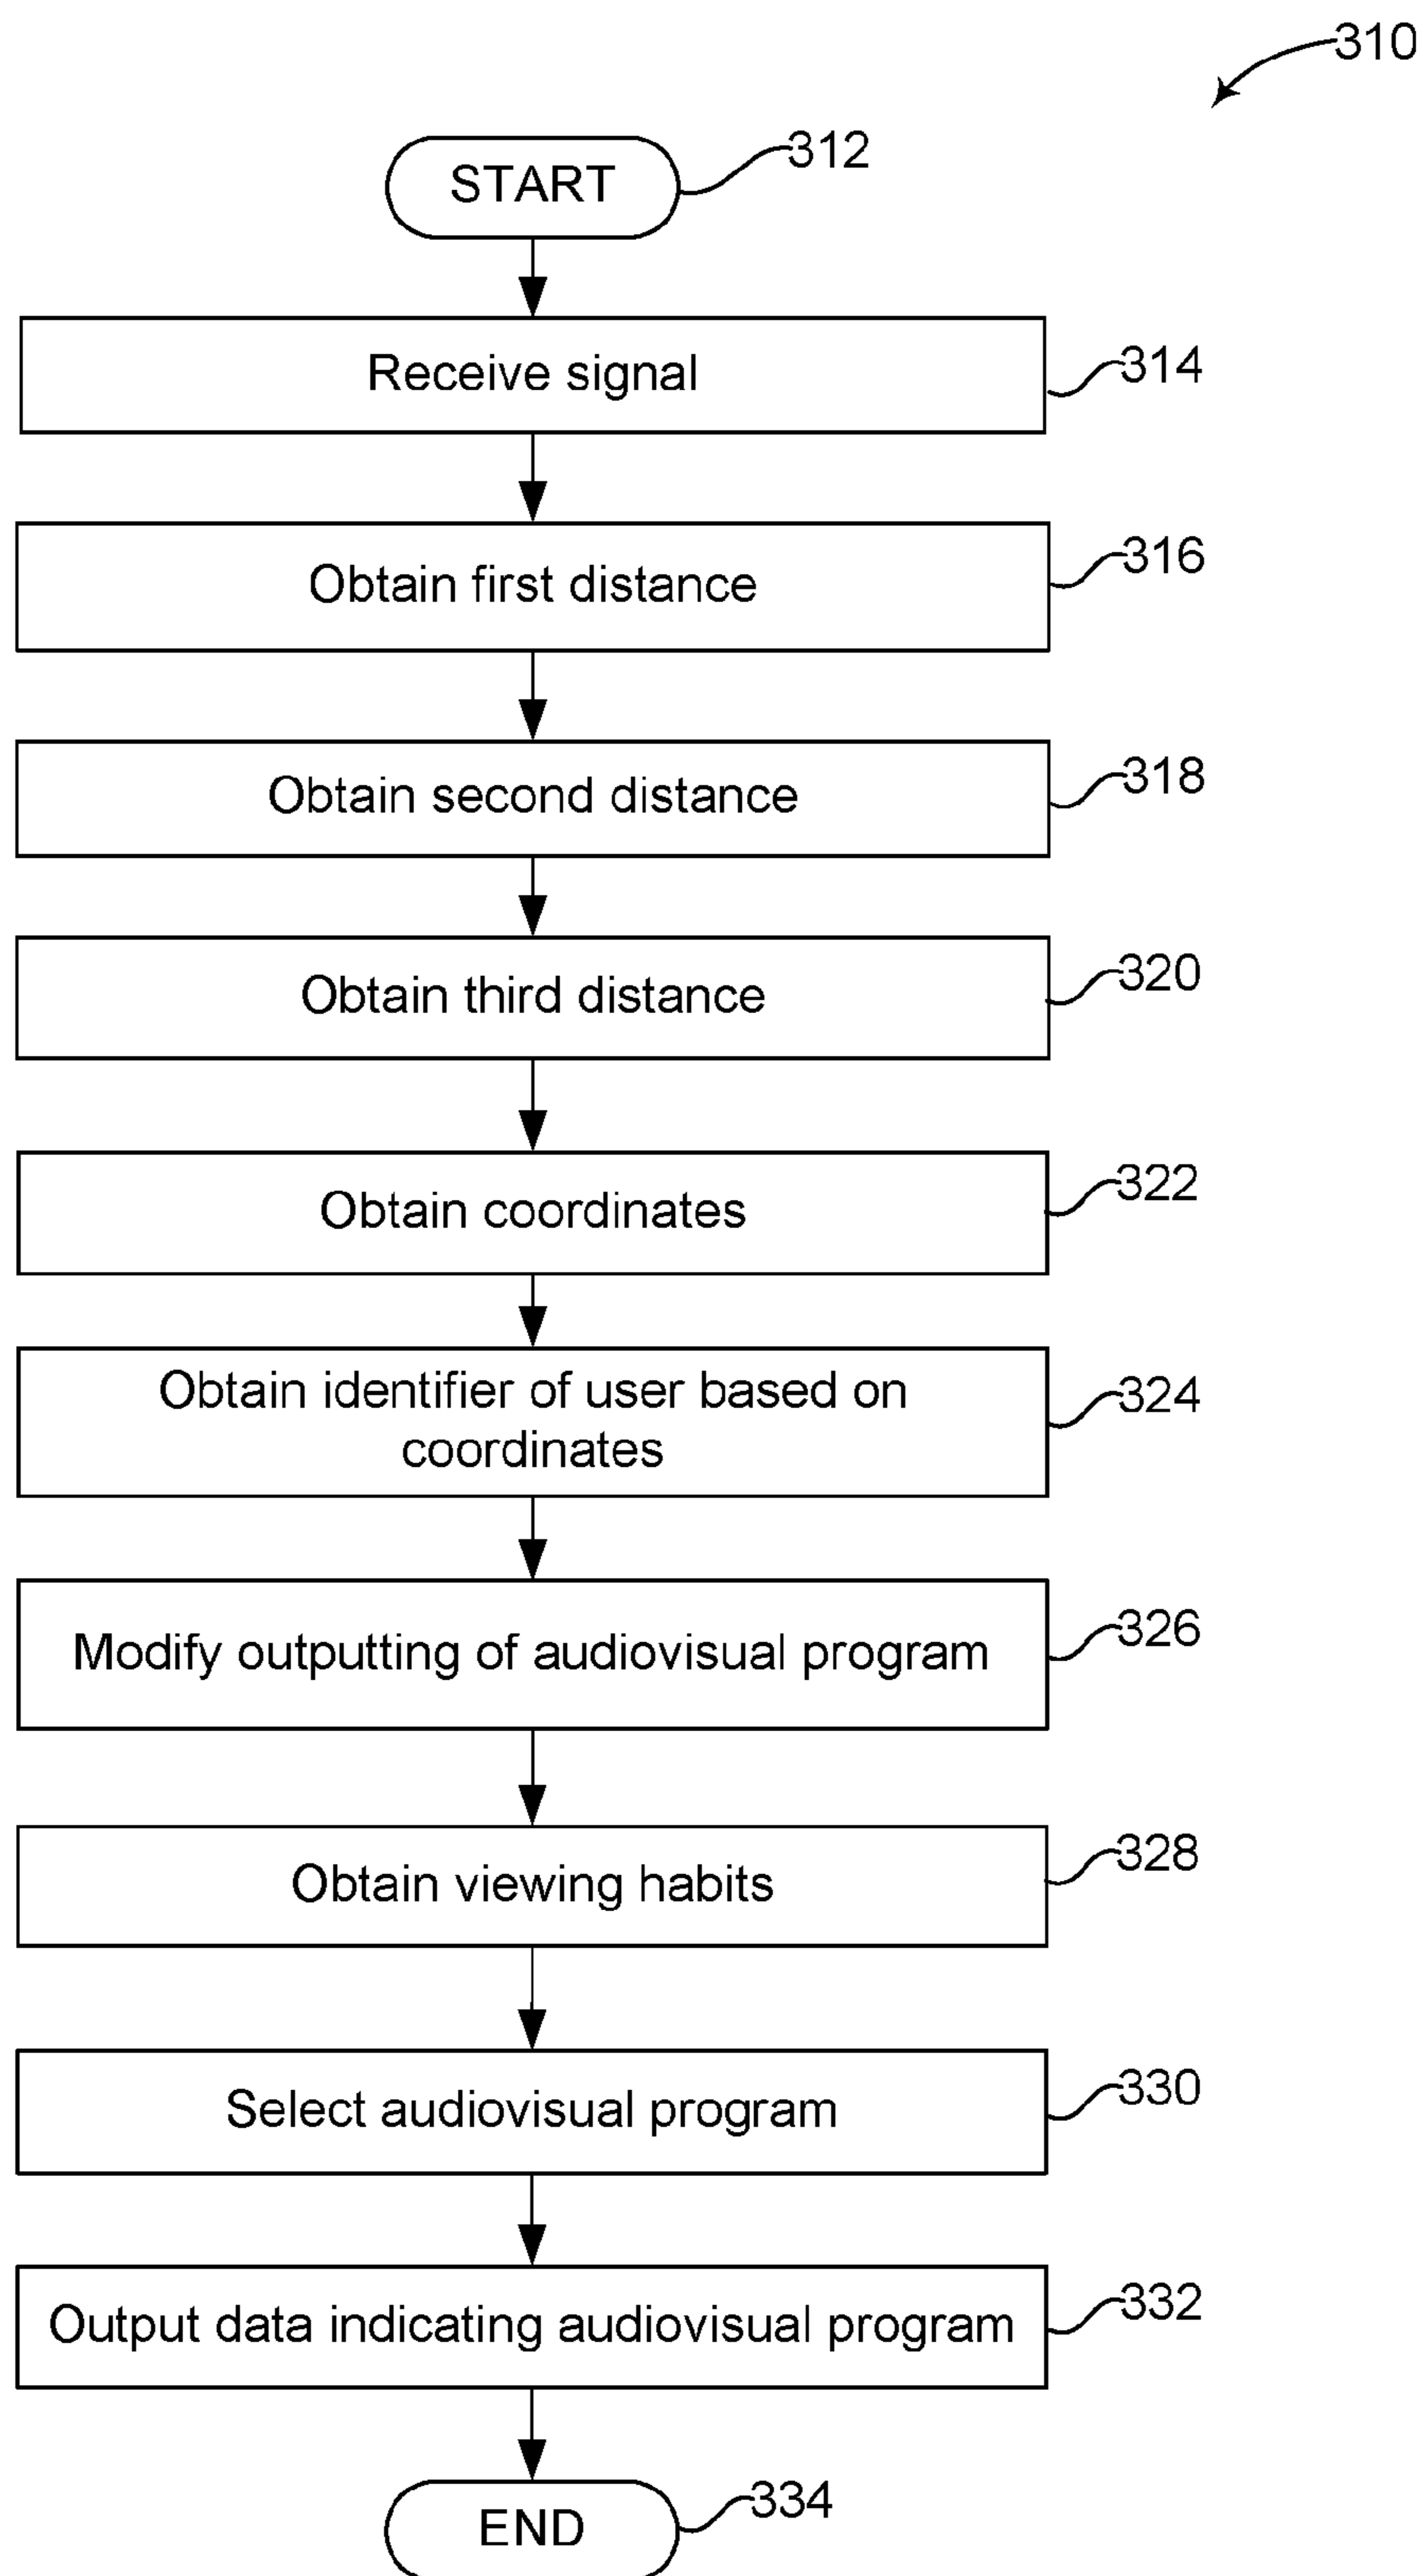 310
START
312
Receive signal
314
Obtain first distance
316
Obtain second distance
318
Obtain third distance
320
Obtain coordinates
322
Obtain identifier of user based on
coordinates
324
Modify outputting of audiovisual program
326
Obtain viewing habits
328
Select audiovisual program
330
Output data indicating audiovisual program
332
END
334